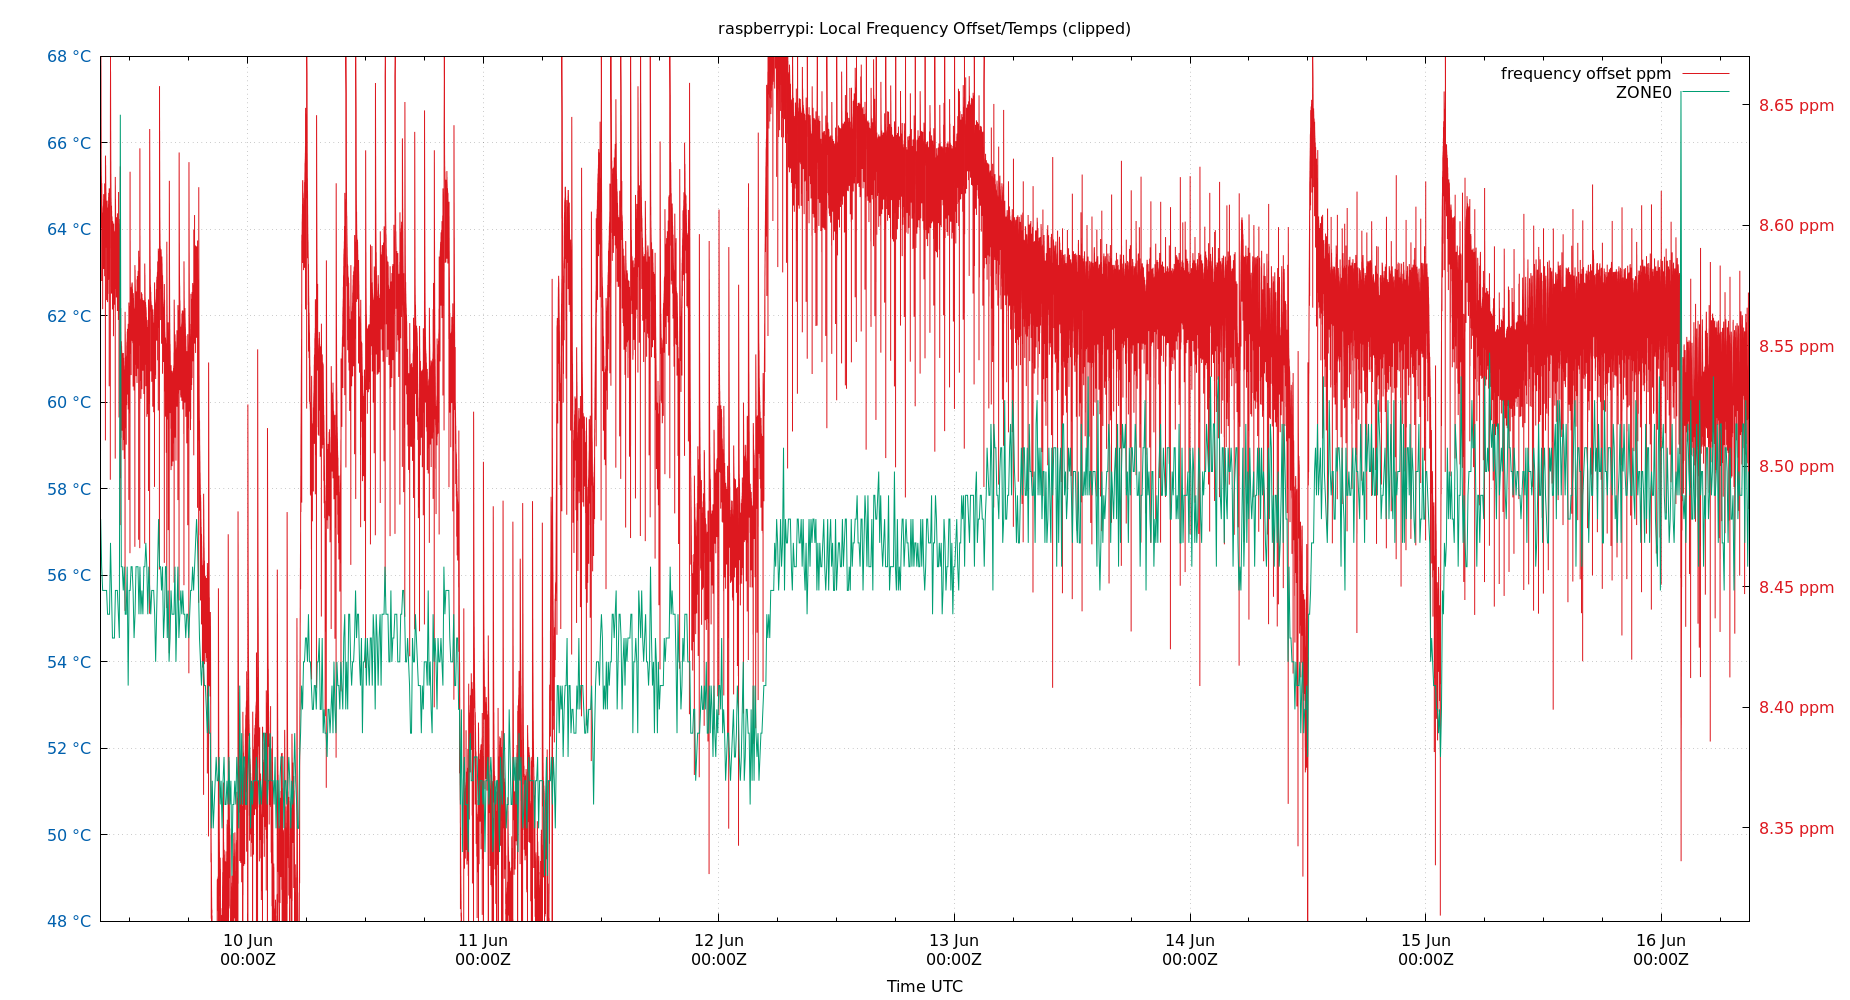 raspberrypi: Local Frequency Offset/Temps (clipped)
68 °C
66 °C
64 °C
62 °C
60 °C
58 °C
56 °C
54 °C
52 °C
50 °C
48 °C
frequency offset ppm
ZONE0
8.65 ppm
8.60 ppm
8.55 ppm
8.50 ppm
8.45 ppm
8.40 ppm
8.35 ppm
10 Jun 11 Jun 12 Jun 13 Jun 14 Jun 15 Jun 16 Jun
00:00Z 00:00Z 00:00Z 00:00Z 00:00Z 00:00Z 00:00Z
Time UTC